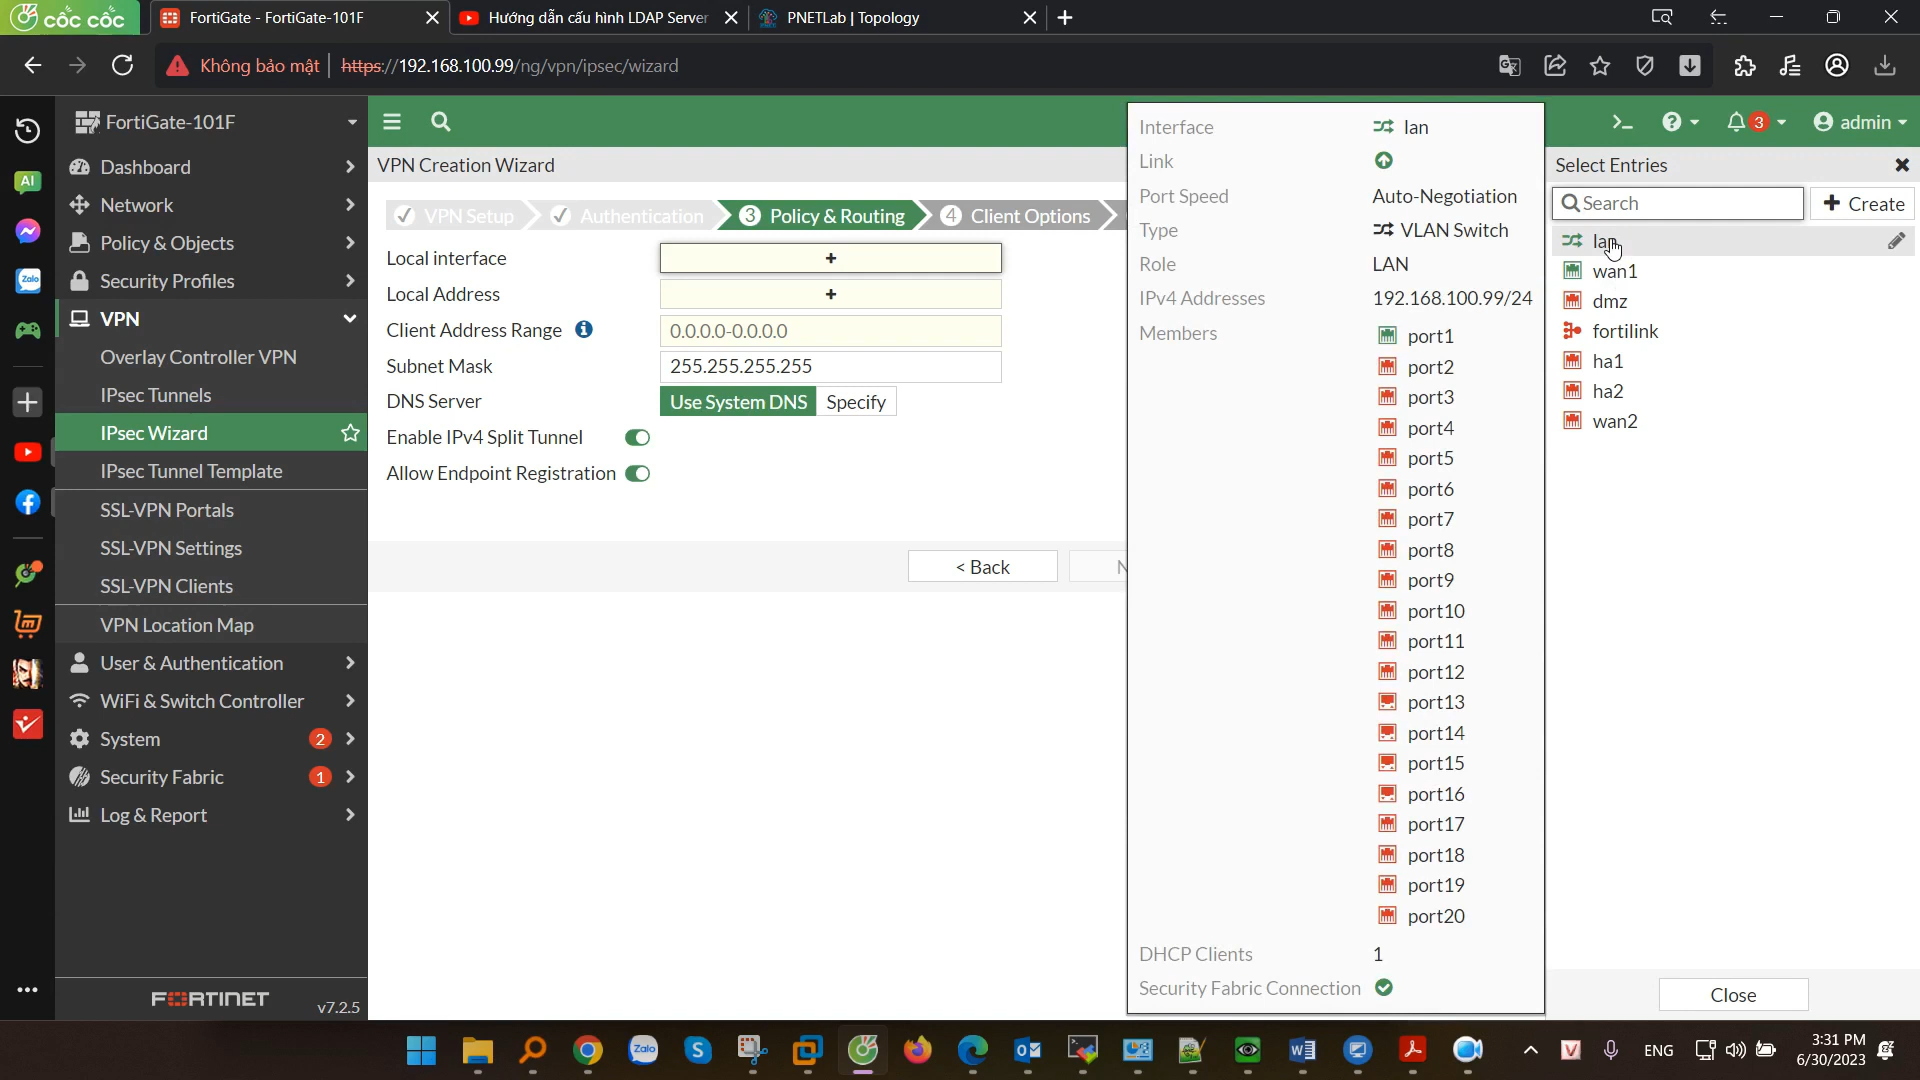 cốc cốc
FortiGate - FortiGate-101F
Hướng dẫn cấu hình LDAP Server
PNETLab | Topology
Không bảo mật
https://192.168.100.99/ng/vpn/ipsec/wizard
AI
FortiGate-101F
Dashboard
Network
Policy & Objects
Security Profiles
VPN
Overlay Controller VPN
IPsec Tunnels
IPsec Wizard
IPsec Tunnel Template
SSL-VPN Portals
SSL-VPN Settings
SSL-VPN Clients
VPN Location Map
User & Authentication
WiFi & Switch Controller
System 2
Security Fabric 1
Log & Report
FORTINET v7.2.5
3 admin
VPN Creation Wizard
VPN Setup
Authentication
3 Policy & Routing
4 Client Options
Local interface
Local Address
Client Address Range 0.0.0.0-0.0.0.0
Subnet Mask 255.255.255.255
DNS Server Use System DNS Specify
Enable IPv4 Split Tunnel
Allow Endpoint Registration
< Back
N
Interface lan
Link
Port Speed Auto-Negotiation
Type VLAN Switch
Role LAN
IPv4 Addresses 192.168.100.99/24
Members port1
port2
port3
port4
port5
port6
port7
port8
port9
port10
port11
port12
port13
port14
port15
port16
port17
port18
port19
port20
DHCP Clients 1
Security Fabric Connection
Select Entries
Search
+ Create
lan
wan1
dmz
fortilink
ha1
ha2
wan2
Close
Zalo
ENG
3:31 PM
6/30/2023